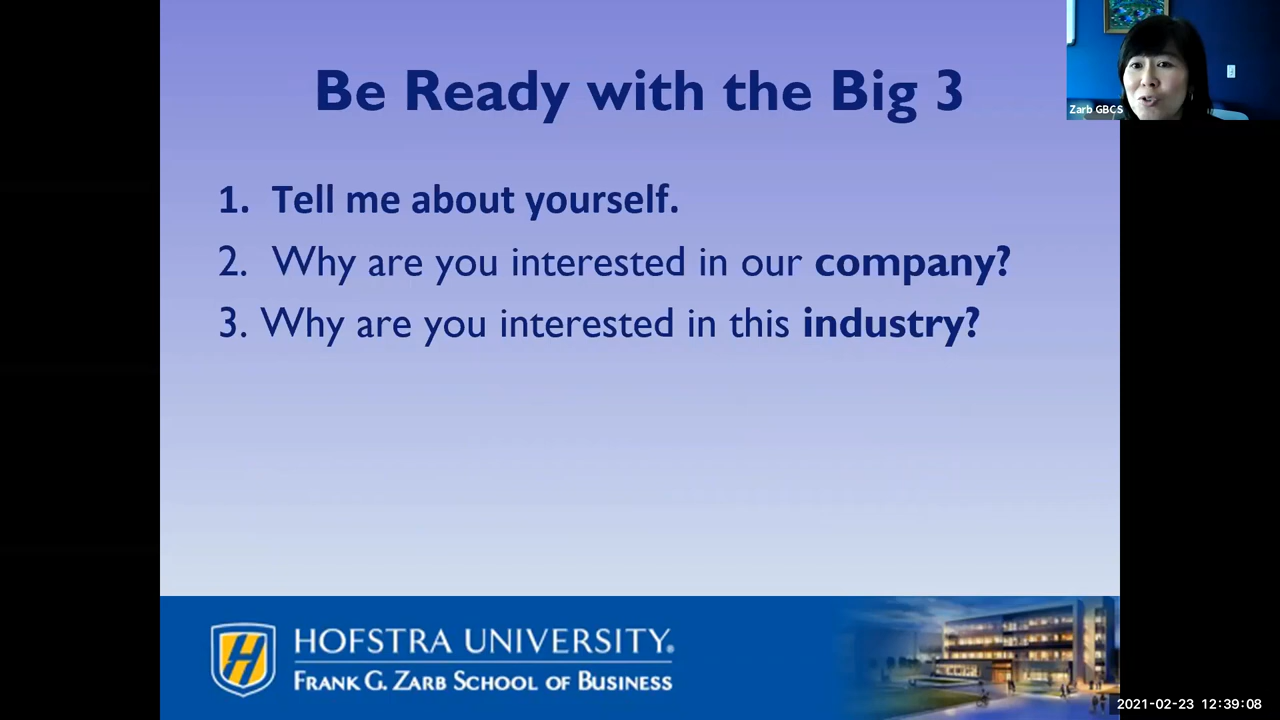 Be Ready with the Big 3
Zarb GBCS
1. Tell me about yourself.
2. Why are you interested in our company?
3. Why are you interested in this industry?
H
HOFSTRA UNIVERSITY®
FRANK G. ZARB SCHOOL OF BUSINESS
2021-02-23 12:39:08